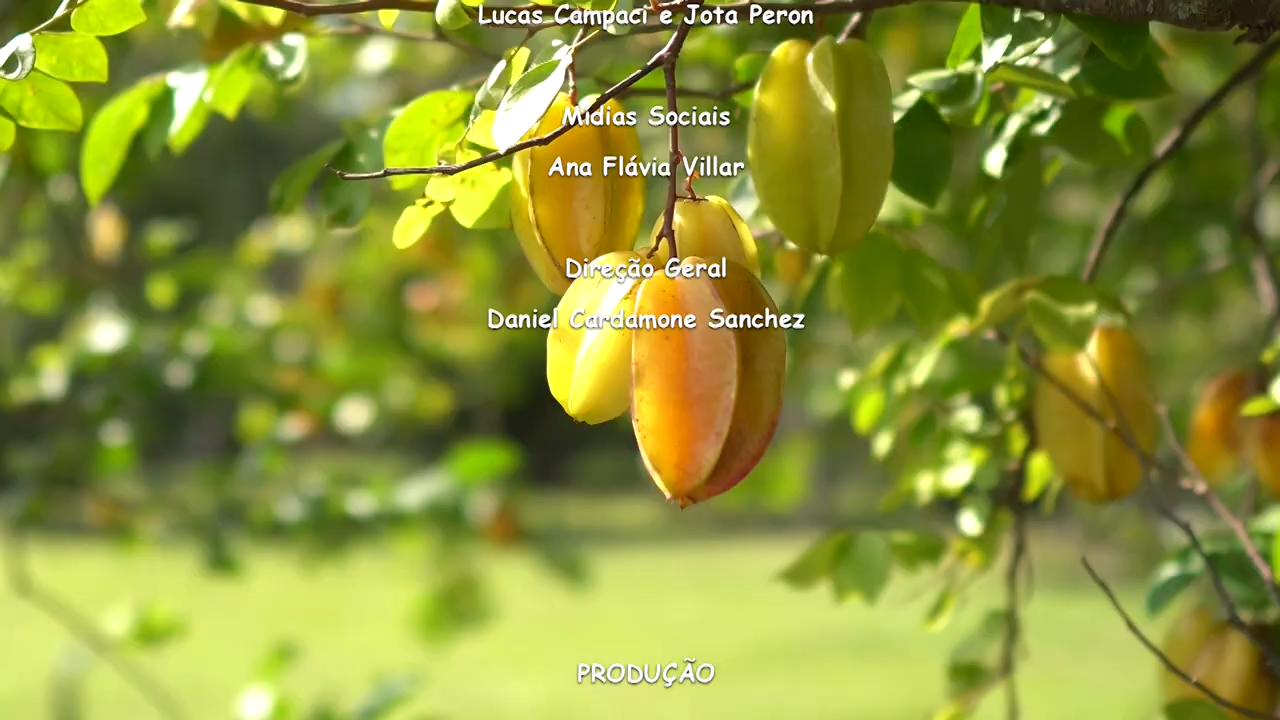 Lucas Campaci e Jota Peron
Mídias Sociais
Ana Flávia Villar
Direção Geral
Daniel Cardamone Sanchez
PRODUÇÃO